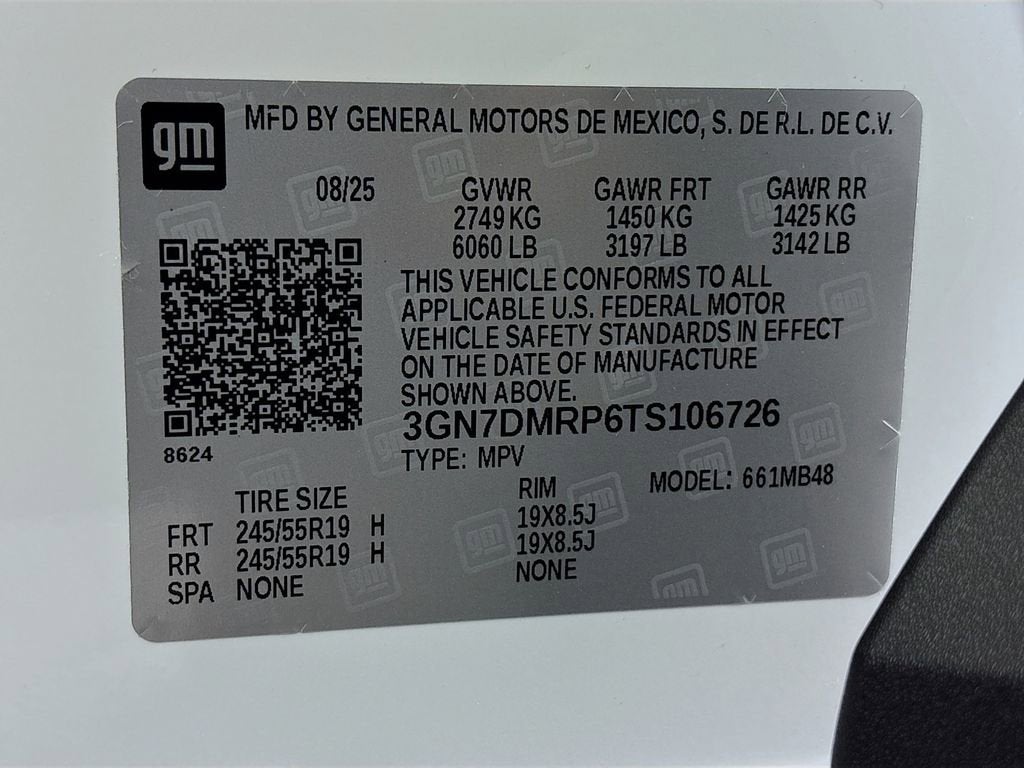 gm
MFD BY GENERAL MOTORS DE MEXICO, S. DE R.L. DE C.V.
08/25 GVWR GAWR FRT GAWR RR
2749 KG 1450 KG 1425 KG
6060 LB 3197 LB 3142 LB
THIS VEHICLE CONFORMS TO ALL
APPLICABLE U.S. FEDERAL MOTOR
VEHICLE SAFETY STANDARDS IN EFFECT
ON THE DATE OF MANUFACTURE
SHOWN ABOVE.
3GN7DMRP6TS106726
8624
TYPE: MPV
TIRE SIZE RIM MODEL: 661MB48
FRT 245/55R19 H 19X8.5J
RR 245/55R19 H 19X8.5J
SPA NONE NONE